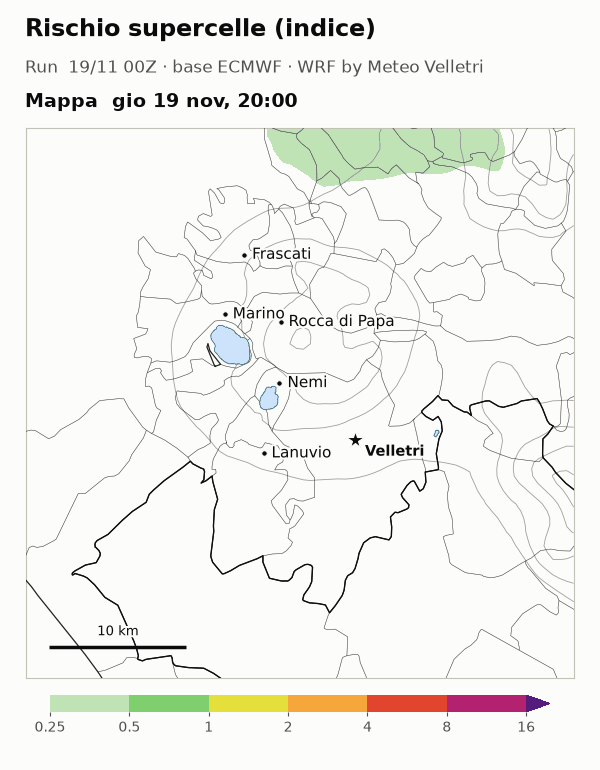 Rischio supercelle (indice)
Run  19/11 00Z · base ECMWF · WRF by Meteo Velletri
Mappa  gio 19 nov, 20:00
Frascati
Marino
Rocca di Papa
Nemi
Velletri
Lanuvio
10 km
0.25 0.5 1 2 4 8 16